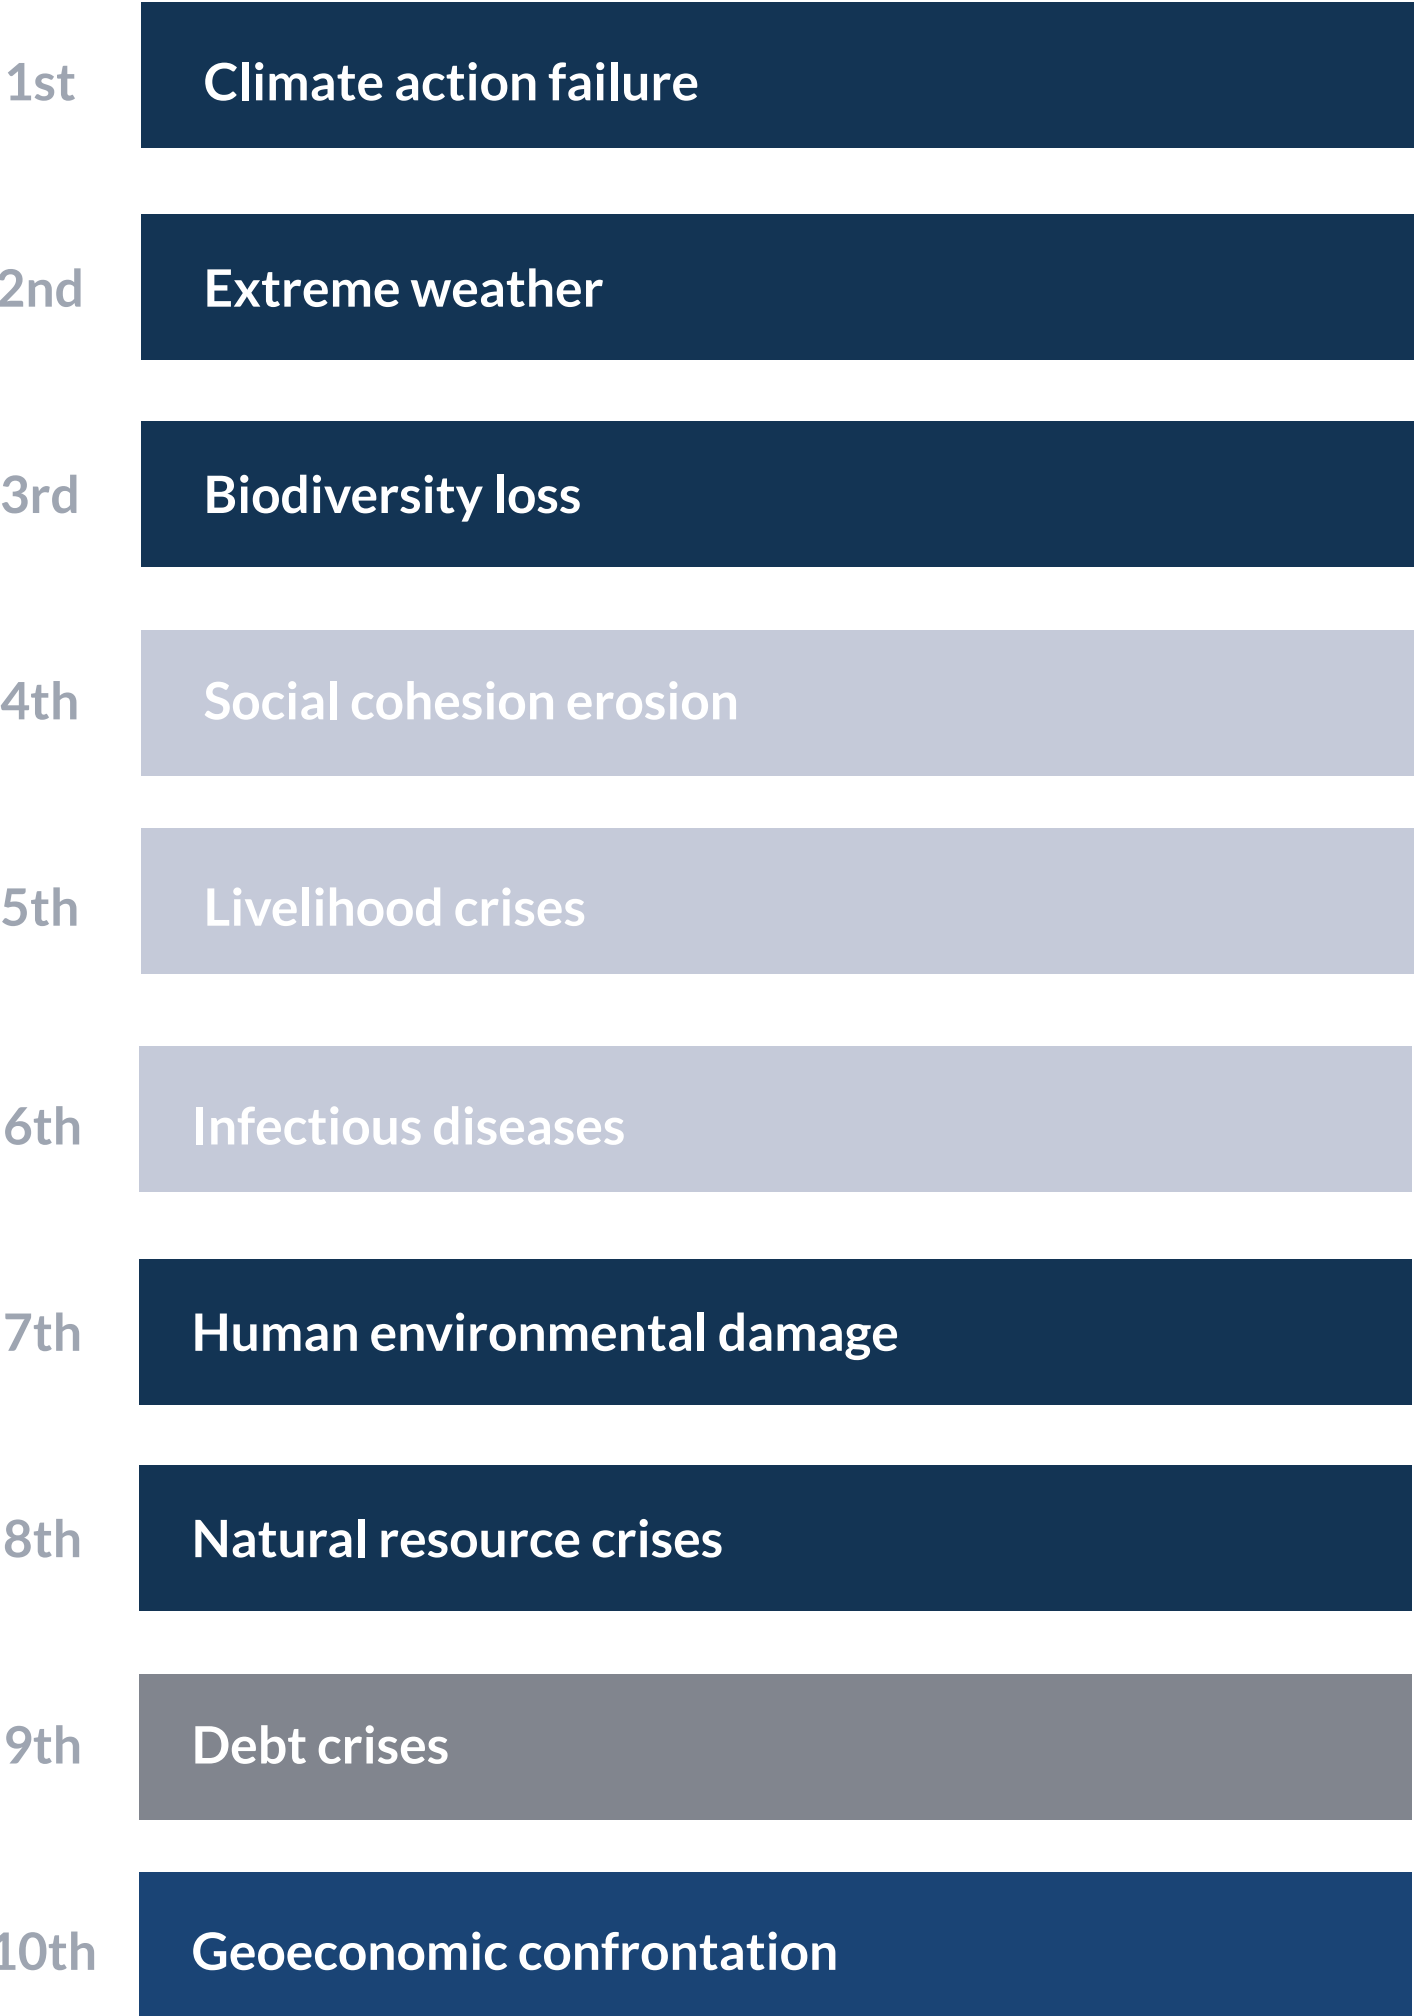 1st Climate action failure
2nd Extreme weather
3rd Biodiversity loss
4th Social cohesion erosion
5th Livelihood crises
6th Infectious diseases
7th Human environmental damage
8th Natural resource crises
9th Debt crises
10th Geoeconomic confrontation